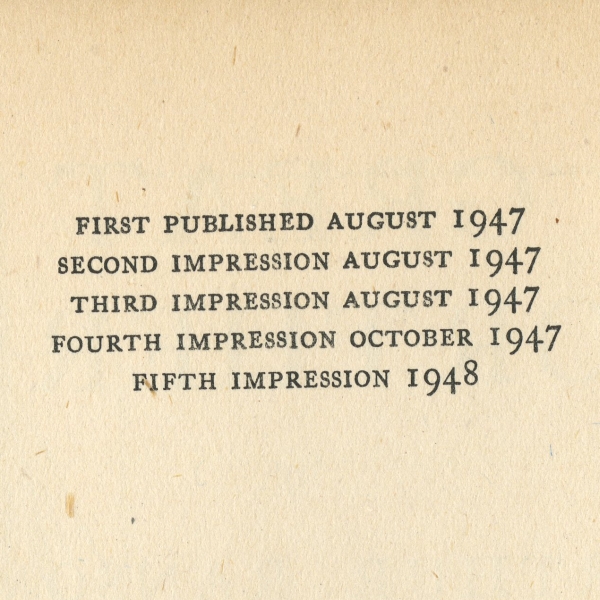 FIRST PUBLISHED AUGUST 1947
SECOND IMPRESSION AUGUST 1947
THIRD IMPRESSION AUGUST 1947
FOURTH IMPRESSION OCTOBER 1947
FIFTH IMPRESSION 1948